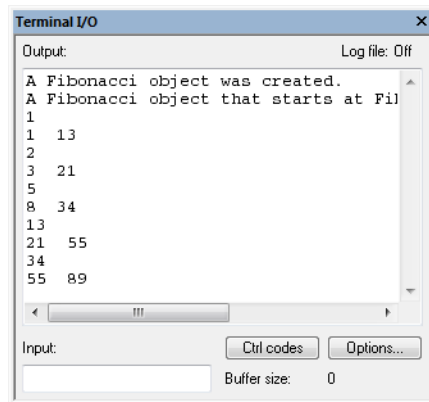 Terminal I/O
Output: Log file: Off
A Fibonacci object was created.
A Fibonacci object that starts at
1
1 13
2
3 21
5
8 34
13
21 55
34
55 89
Input: Ctrl codes Options...
Buffer size: 0